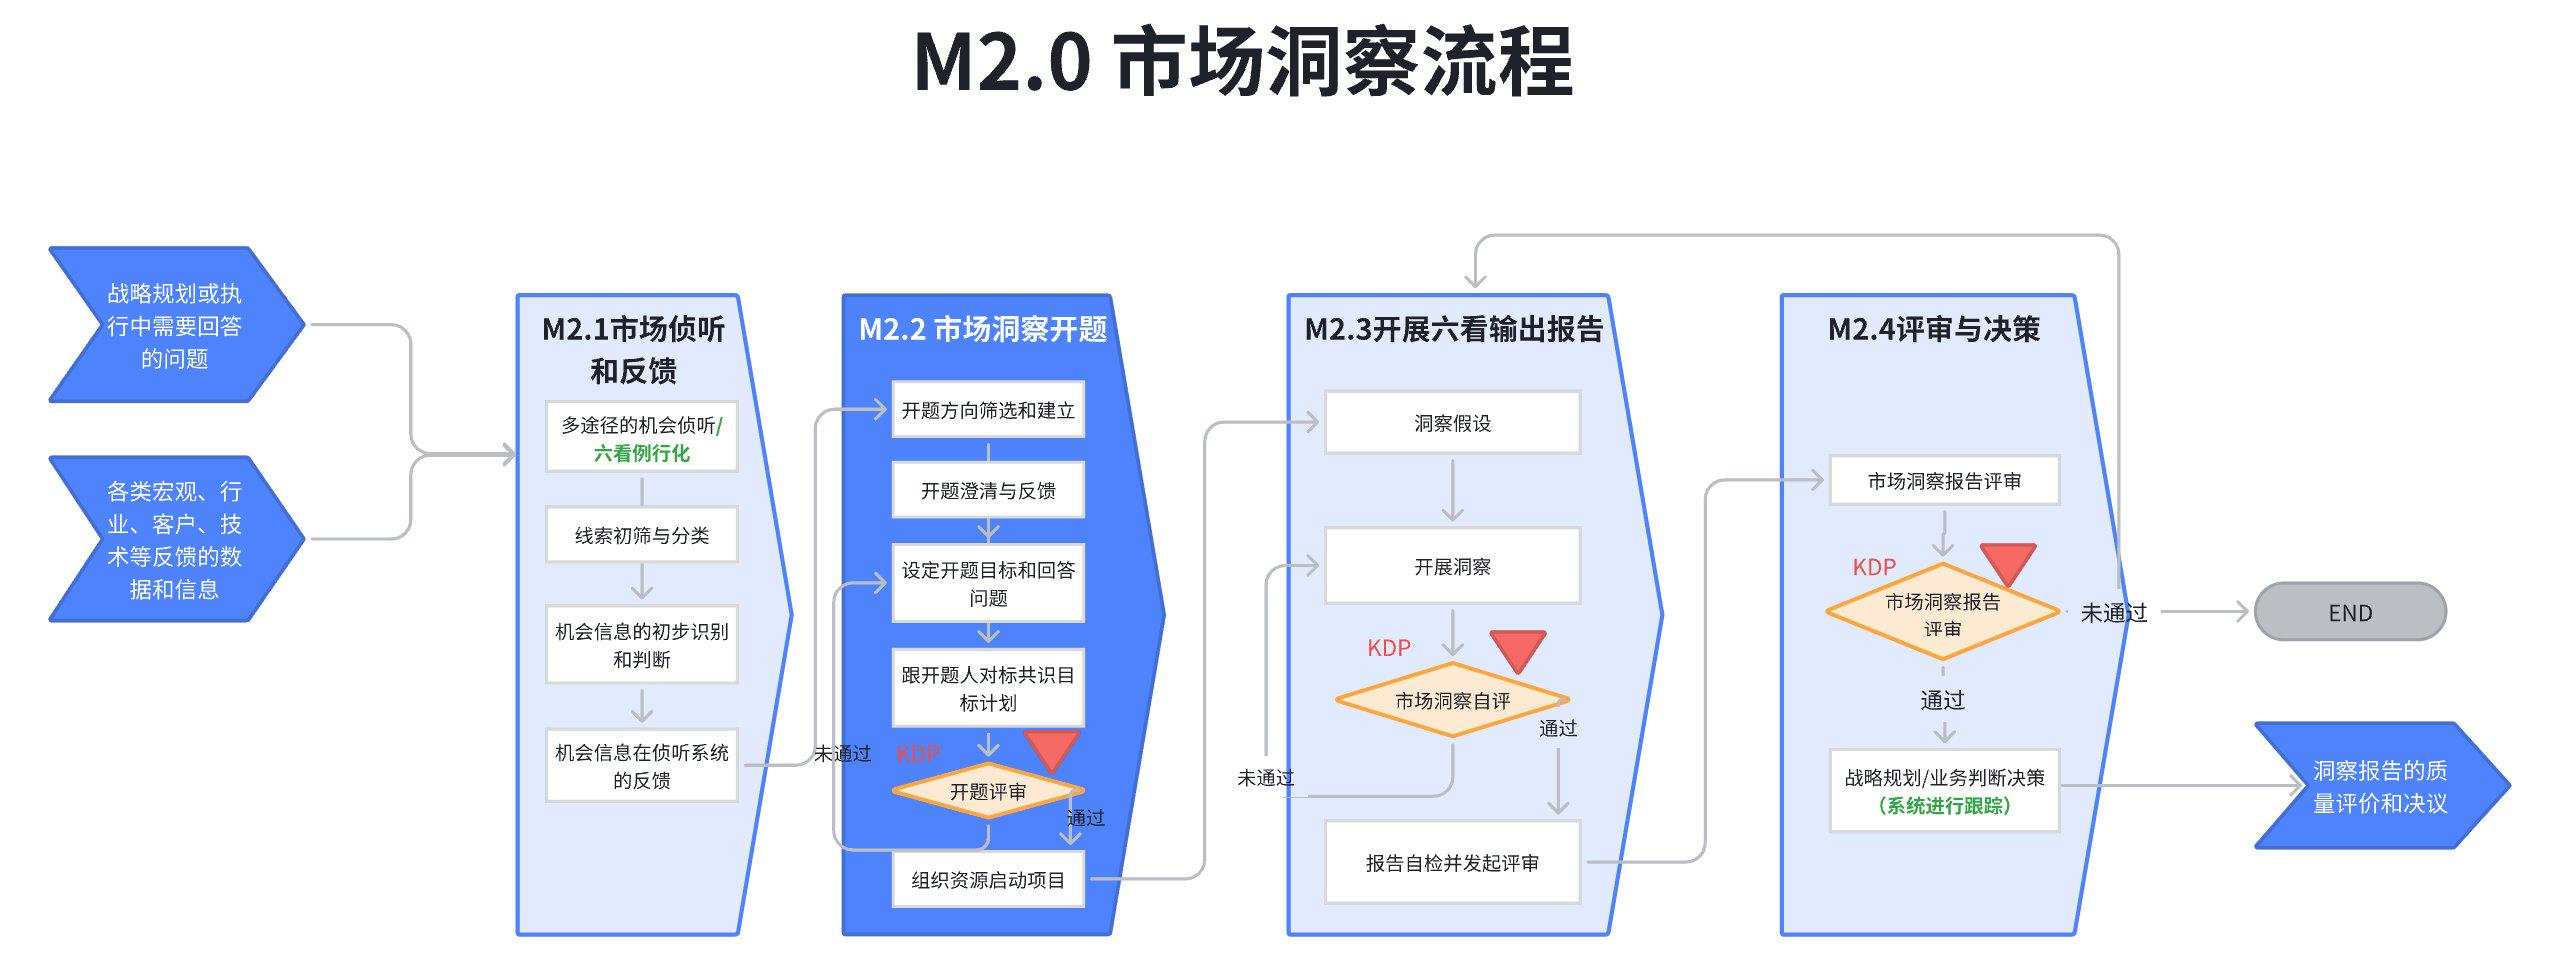 M2.0 市场洞察流程
战略规划或执
行中需要回答
的问题
各类宏观、行
业、客户、技
术等反馈的数
据和信息
M2.1市场侦听
和反馈
多途径的机会侦听/
六看例行化
线索初筛与分类
机会信息的初步识别
和判断
机会信息在侦听系统
的反馈
M2.2 市场洞察开题
开题方向筛选和建立
开题澄清与反馈
设定开题目标和回答
问题
跟开题人对标共识目
标计划
未通过
KDP
开题评审
通过
组织资源启动项目
M2.3开展六看输出报告
洞察假设
开展洞察
KDP
市场洞察自评
通过
未通过
报告自检并发起评审
M2.4评审与决策
市场洞察报告评审
KDP
市场洞察报告
评审
未通过
通过
战略规划/业务判断决策
（系统进行跟踪）
END
洞察报告的质
量评价和决议